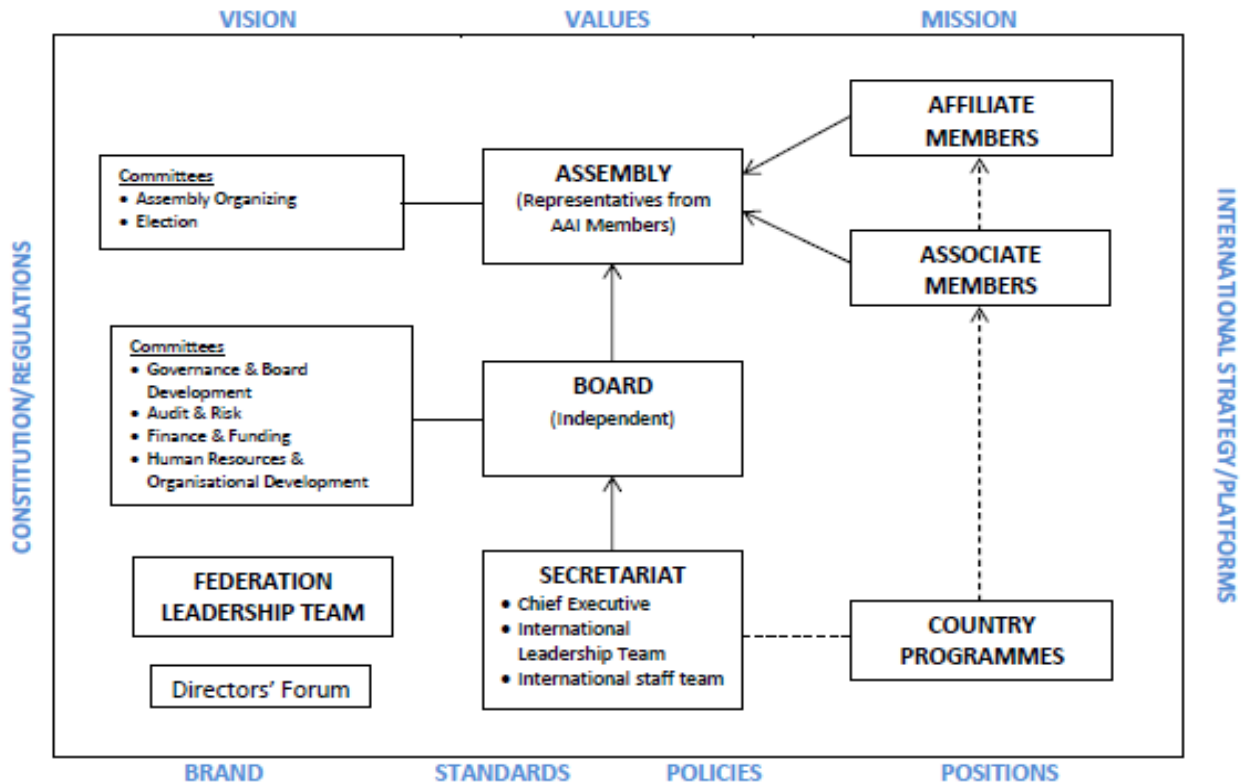 VISION
VALUES
MISSION
CONSTITUTION/REGULATIONS
Committees
• Assembly Organizing
• Election
ASSEMBLY
(Representatives from
AAI Members)
AFFILIATE
MEMBERS
ASSOCIATE
MEMBERS
Committees
• Governance & Board
Development
• Audit & Risk
• Finance & Funding
• Human Resources &
Organisational Development
BOARD
(Independent)
FEDERATION
LEADERSHIP TEAM
Directors' Forum
SECRETARIAT
• Chief Executive
• International
Leadership Team
• International staff team
COUNTRY
PROGRAMMES
INTERNATIONAL STRATEGY/PLATFORMS
BRAND
STANDARDS
POLICIES
POSITIONS